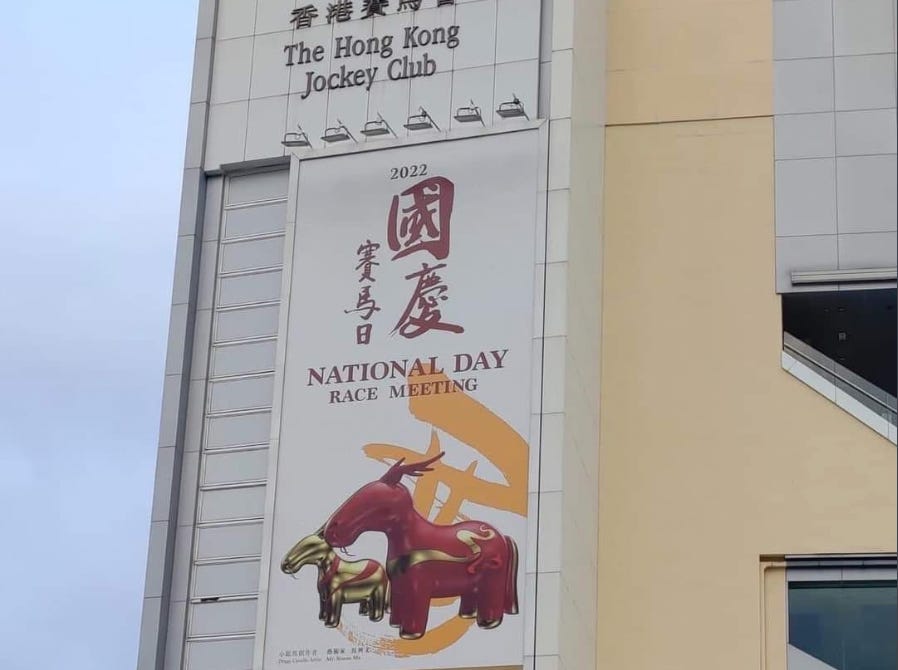 香港賽馬會
The Hong Kong
Jockey Club
2022
國慶
賽馬日
NATIONAL DAY
RACE MEETING